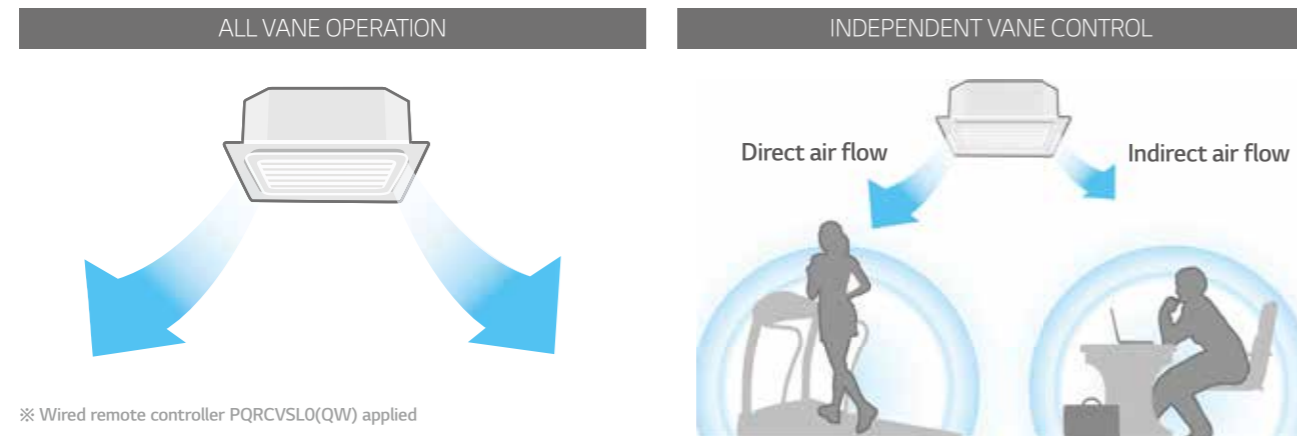 ALL VANE OPERATION
INDEPENDENT VANE CONTROL
Direct air flow
Indirect air flow
※ Wired remote controller PQRCVSL0(QW) applied